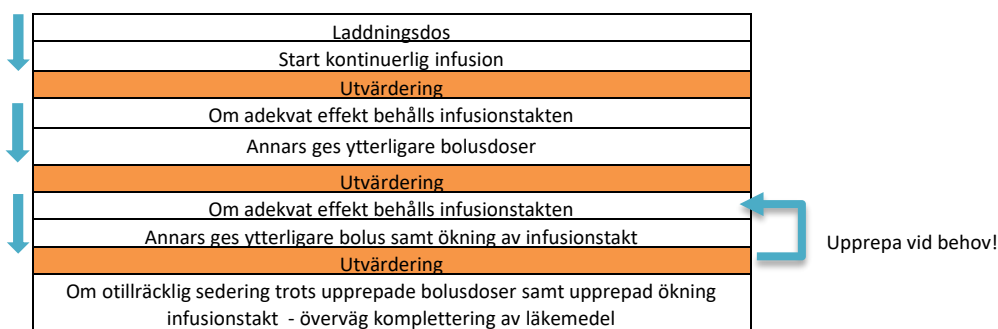 Laddningsdos
Start kontinuerlig infusion
Utvärdering
Om adekvat effekt behålls infusionstakten
Annars ges ytterligare bolusdoser
Utvärdering
Om adekvat effekt behålls infusionstakten
Annars ges ytterligare bolus samt ökning av infusionstakt
Upprepa vid behov!
Utvärdering
Om otillräcklig sedering trots upprepade bolusdoser samt upprepad ökning
infusionstakt - överväg komplettering av läkemedel